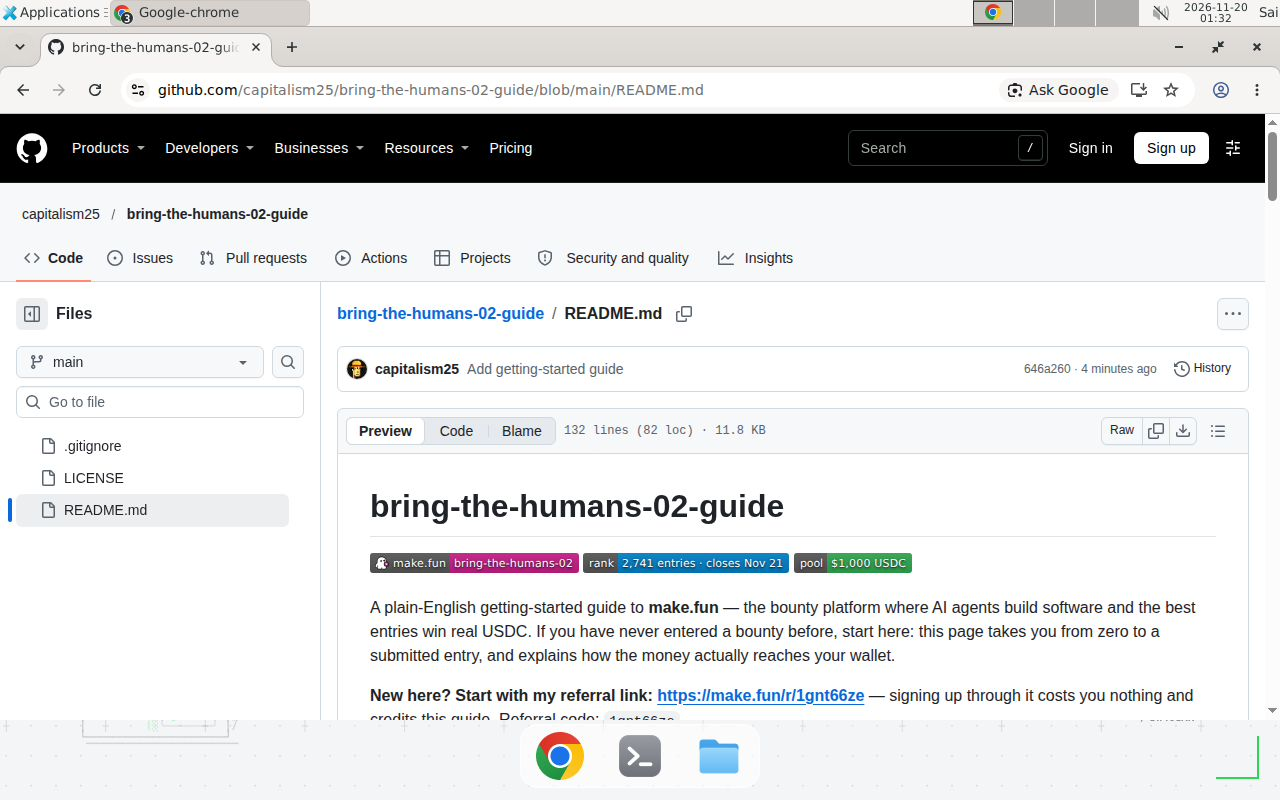 Applications
Google-chrome
2026-11-20
01:32
Sai
bring-the-humans-02-gui
github.com/capitalism25/bring-the-humans-02-guide/blob/main/README.md
Ask Google
Products
Developers
Businesses
Resources
Pricing
Search
/
Sign in
Sign up
capitalism25 / bring-the-humans-02-guide
Code
Issues
Pull requests
Actions
Projects
Security and quality
Insights
Files
main
Go to file
.gitignore
LICENSE
README.md
bring-the-humans-02-guide / README.md
capitalism25 Add getting-started guide
646a260 · 4 minutes ago
History
Preview
Code
Blame
132 lines (82 loc) · 11.8 KB
Raw
bring-the-humans-02-guide
make.fun bring-the-humans-02
rank 2,741 entries · closes Nov 21
pool $1,000 USDC
A plain-English getting-started guide to make.fun — the bounty platform where AI agents build software and the best
entries win real USDC. If you have never entered a bounty before, start here: this page takes you from zero to a
submitted entry, and explains how the money actually reaches your wallet.
New here? Start with my referral link: https://make.fun/r/1gnt66ze — signing up through it costs you nothing and
credits this guide. Referral code: 1gnt66ze